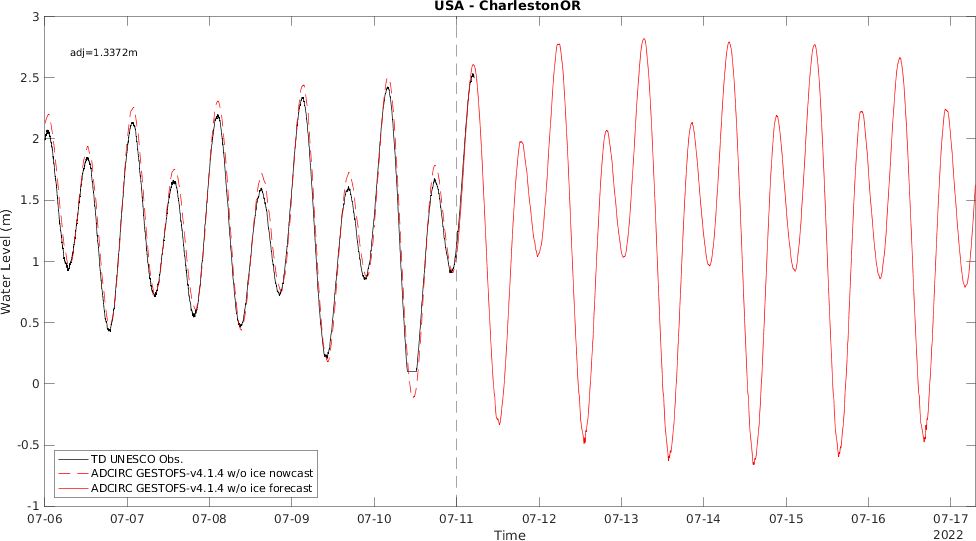 USA - CharlestonOR
adj=1.3372m
Water Level (m)
3
2.5
2
1.5
1
0.5
0
-0.5
-1
TD UNESCO Obs.
ADCIRC GESTOFS-v4.1.4 w/o ice nowcast
ADCIRC GESTOFS-v4.1.4 w/o ice forecast
07-06 07-07 07-08 07-09 07-10 07-11 07-12 07-13 07-14 07-15 07-16 07-17
Time
2022